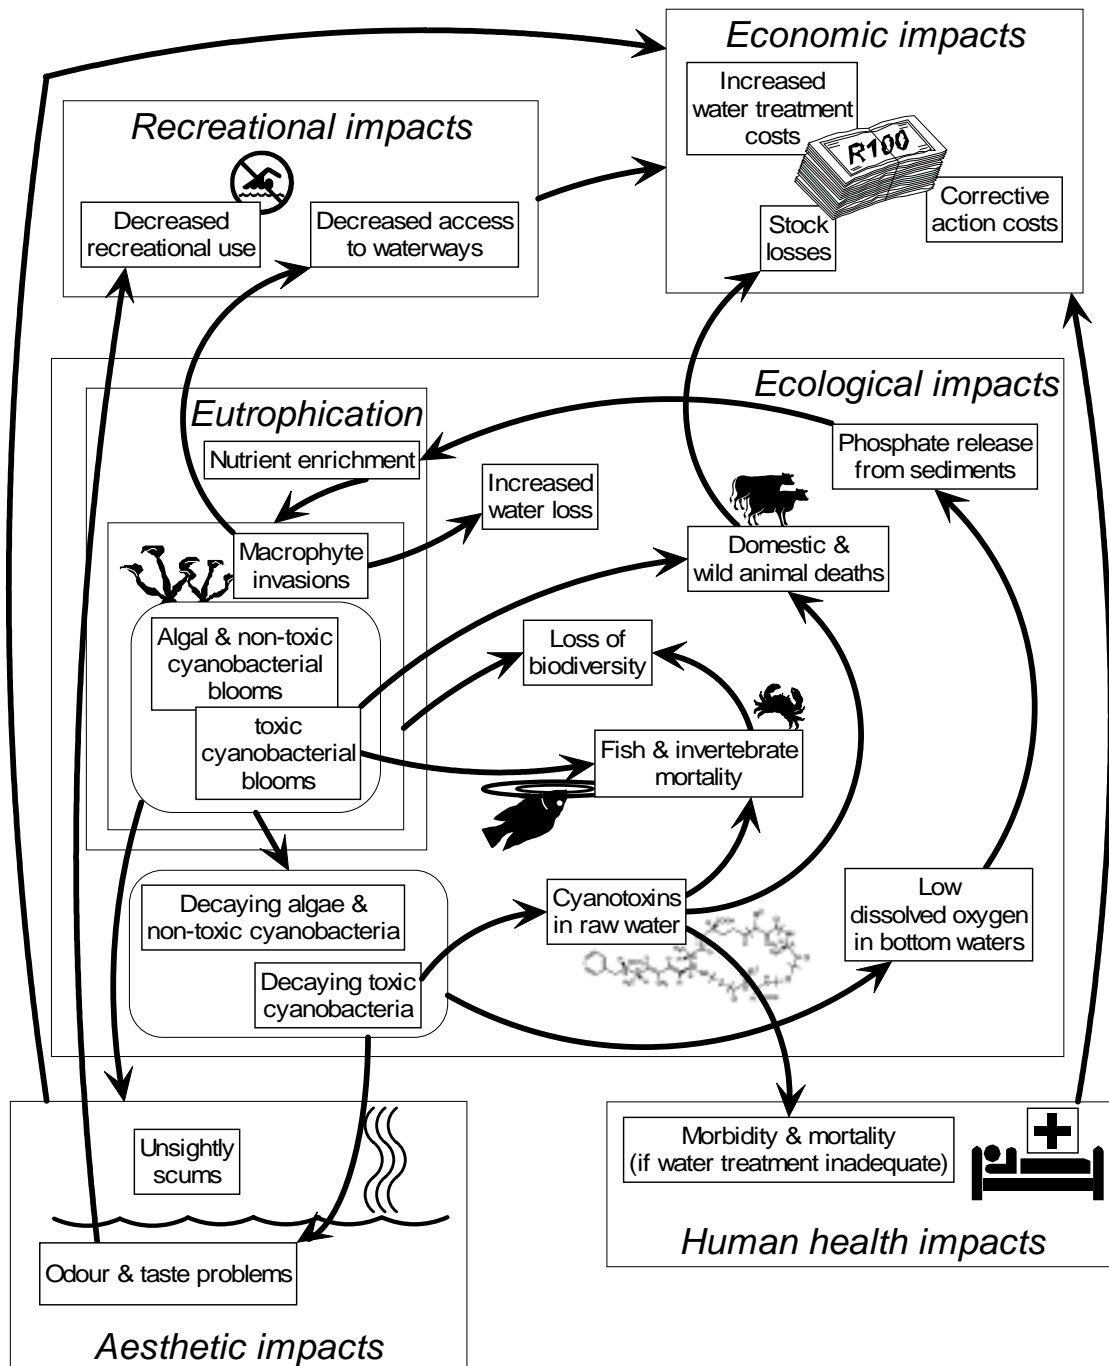 Economic impacts
Increased
water treatment
costs
R100
Corrective
action costs
Stock
losses
Recreational impacts
Decreased
recreational use
Decreased access
to waterways
Ecological impacts
Eutrophication
Nutrient enrichment
Phosphate release
from sediments
Increased
water loss
Macrophyte
invasions
Domestic &
wild animal deaths
Algal & non-toxic
cyanobacterial
blooms
Loss of
biodiversity
toxic
cyanobacterial
blooms
Fish & invertebrate
mortality
Decaying algae &
non-toxic cyanobacteria
Cyanotoxins
in raw water
Low
dissolved oxygen
in bottom waters
Decaying toxic
cyanobacteria
Unsightly
scums
Odour & taste problems
Aesthetic impacts
Morbidity & mortality
(if water treatment inadequate)
Human health impacts